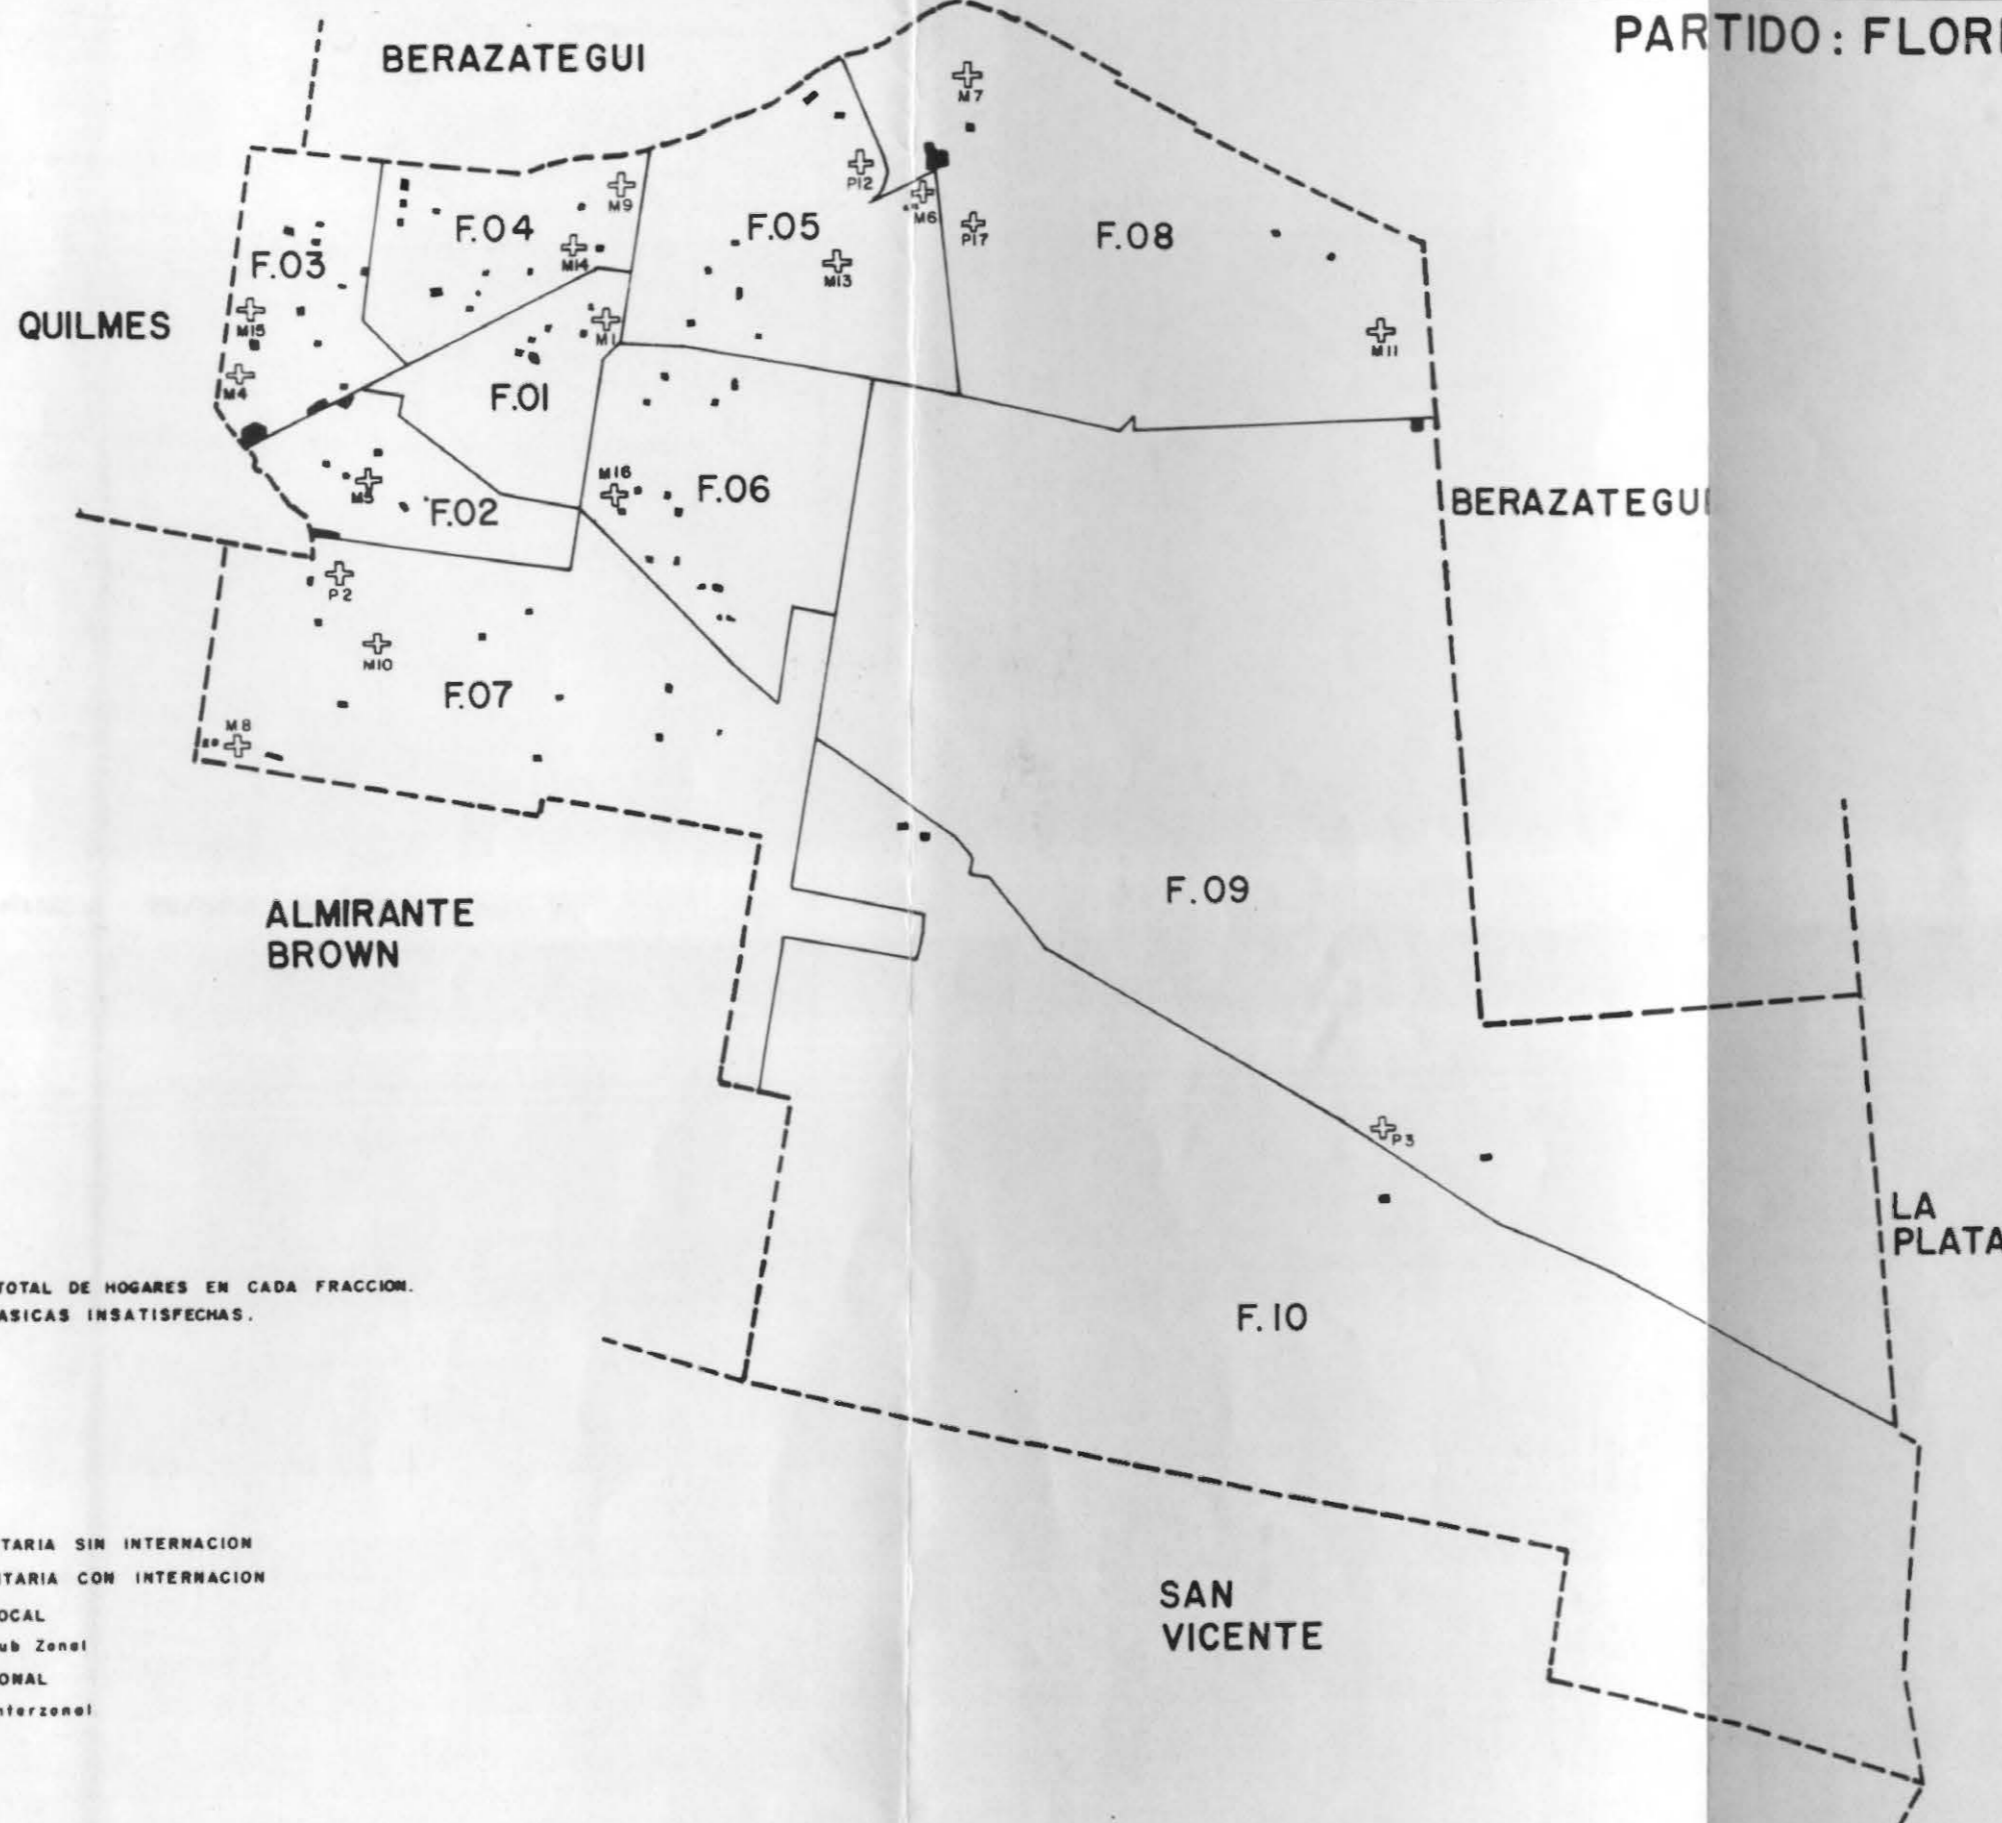 PARTIDO: FLOR
BERAZATEGUI
M7
P12
M9
M6
F.04
F.05
P17
F.08
F.03
M14
M13
QUILMES
M15
M1
M11
M4
F.01
M16
M5
F.06
F.02
BERAZATEGUI
P2
M10
F.07
M8
F.09
ALMIRANTE
BROWN
P3
LA
PLATA
TOTAL DE HOGARES EN CADA FRACCION.
ASICAS INSATISFECHAS.
F.10
TARIA SIN INTERNACION
ITARIA CON INTERNACION
OCAL
ub Zonal
ONAL
nterzonal
SAN
VICENTE